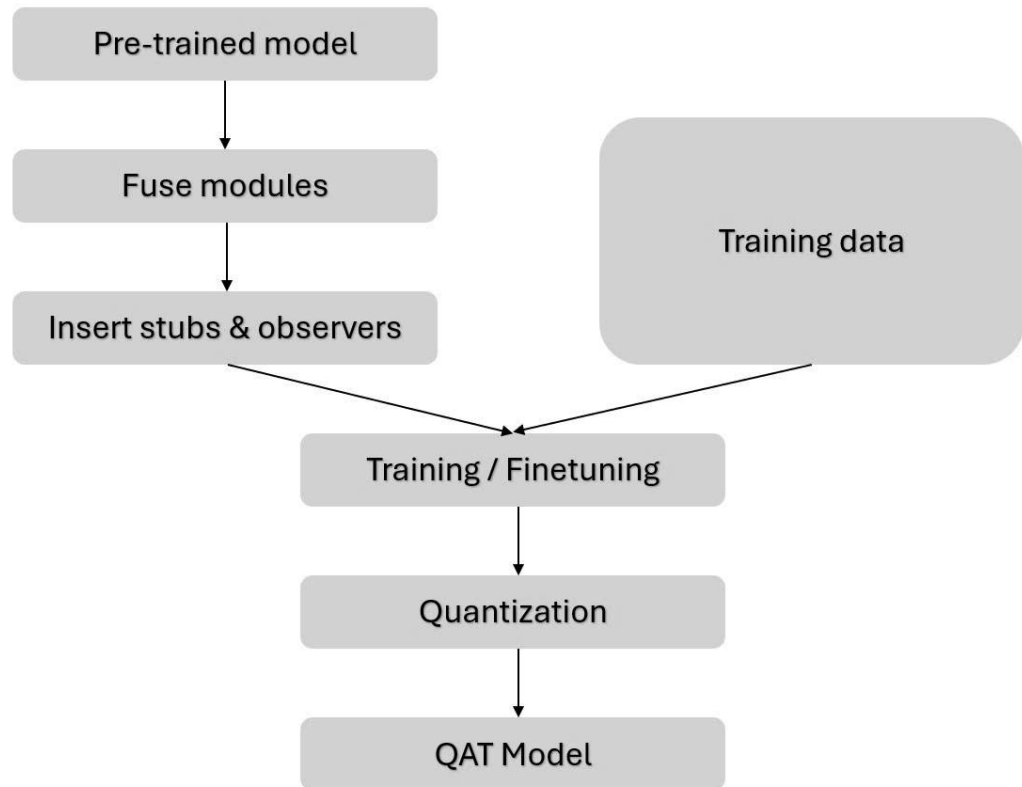 Pre-trained model
Fuse modules
Training data
Insert stubs & observers
Training / Finetuning
Quantization
QAT Model